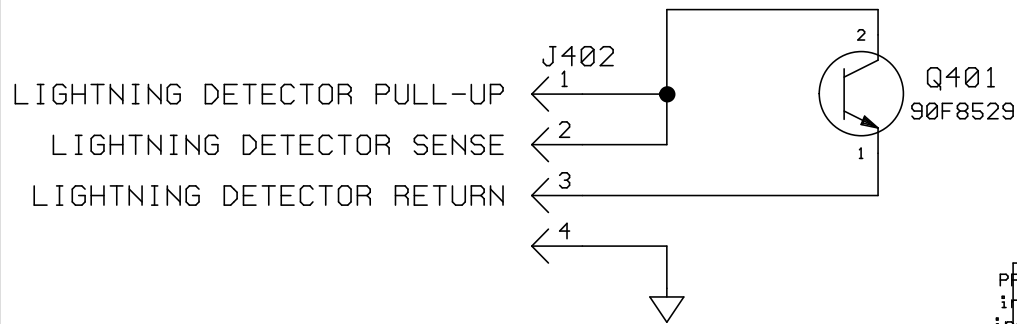 2
J402
1
Q401
LIGHTNING DETECTOR PULL-UP
90F8529
2
LIGHTNING DETECTOR SENSE
1
3
LIGHTNING DETECTOR RETURN
4